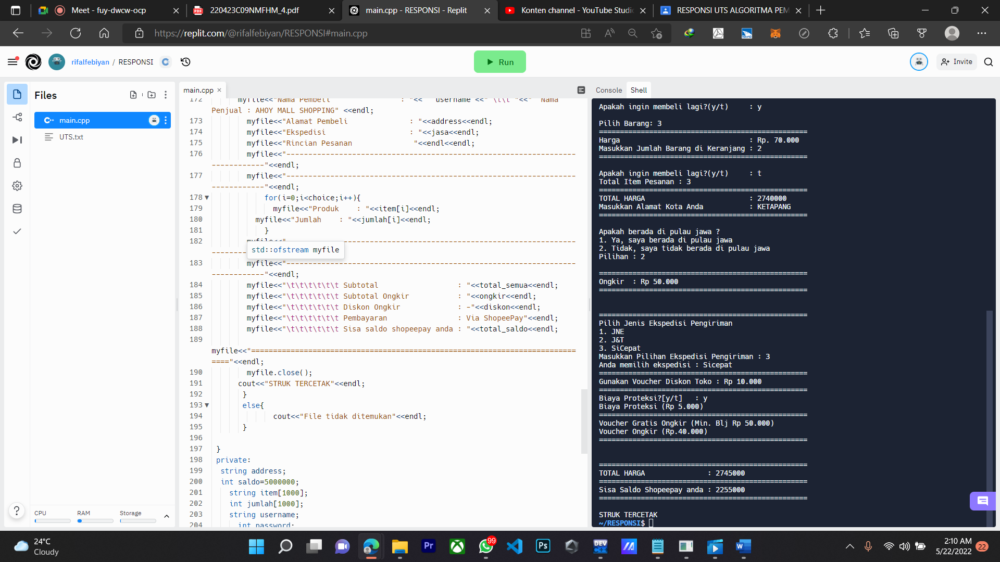 Meet - fuy-dwcw-ocp
220423C09NMFHM_4.pdf
main.cpp - RESPONSI - Replit
Konten channel - YouTube Studi
RESPONSI UTS ALGORITMA PEM
https://replit.com/@rifalfebiyan/RESPONSI#main.cpp
rifalfebiyan / RESPONSI
Run
Invite
Files
main.cpp
UTS.txt
CPU
RAM
Storage
main.cpp
172 myfile<<"Nama Pembeli : "<< username <<" \t\t "<<" Nama
Penjual : AHOY MALL SHOPPING" <<endl;
173 myfile<<"Alamat Pembeli : "<<address<<endl;
174 myfile<<"Ekspedisi : "<<jasa<<endl;
175 myfile<<"Rincian Pesanan "<<endl<<endl;
176 myfile<<"------------------------------------------------------------------
------------"<<endl;
177 myfile<<"------------------------------------------------------------------
------------"<<endl;
178 for(i=0;i<choice;i++){
179 myfile<<"Produk : "<<item[i]<<endl;
180 myfile<<"Jumlah : "<<jumlah[i]<<endl;
181 }
182 myfile<<"------------------------------------------------------------------
--------
std::ofstream myfile
183 myfile<<"------------------------------------------------------------------
------------"<<endl;
184 myfile<<"\t\t\t\t\t\t Subtotal : "<<total_semua<<endl;
185 myfile<<"\t\t\t\t\t\t Subtotal Ongkir : "<<ongkir<<endl;
186 myfile<<"\t\t\t\t\t\t Diskon Ongkir : -"<<diskon<<endl;
187 myfile<<"\t\t\t\t\t\t Pembayaran : Via ShopeePay"<<endl;
188 myfile<<"\t\t\t\t\t\t Sisa saldo shopeepay anda : "<<total_saldo<<endl;
189
myfile<<"==========================================================================
===="<<endl;
190 myfile.close();
191 cout<<"STRUK TERCETAK"<<endl;
192 }
193 else{
194 cout<<"File tidak ditemukan"<<endl;
195 }
196
197 }
198 private:
199 string address;
200 int saldo=5000000;
201 string item[1000];
202 int jumlah[1000];
203 string username;
204 int password;
Console
Shell
Apakah ingin membeli lagi?(y/t) : y
Pilih Barang: 3
==================================================
Harga : Rp. 70.000
Masukkan Jumlah Barang di Keranjang : 2
==================================================
Apakah ingin membeli lagi?(y/t) : t
Total Item Pesanan : 3
==================================================
TOTAL HARGA : 2740000
Masukkan Alamat Kota Anda : KETAPANG
==================================================
Apakah berada di pulau jawa ?
1. Ya, saya berada di pulau jawa
2. Tidak, saya tidak berada di pulau jawa
Pilihan : 2
==================================================
Ongkir : Rp 50.000
==================================================
==================================================
Pilih Jenis Ekspedisi Pengiriman
1. JNE
2. J&T
3. SiCepat
Masukkan Pilihan Ekspedisi Pengiriman : 3
Anda memilih ekspedisi : Sicepat
==================================================
Gunakan Voucher Diskon Toko : Rp 10.000
==================================================
Biaya Proteksi?[y/t] : y
Biaya Proteksi (Rp 5.000)
==================================================
Voucher Gratis Ongkir (Min. Blj Rp 50.000)
Voucher Ongkir (Rp.40.000)
==================================================
==================================================
TOTAL HARGA : 2745000
==================================================
Sisa Saldo Shopeepay anda : 2255000
==================================================
STRUK TERCETAK
~/RESPONSI$
24°C
Cloudy
Pr
99
Ps
DEV
W
2:10 AM
5/22/2022
22